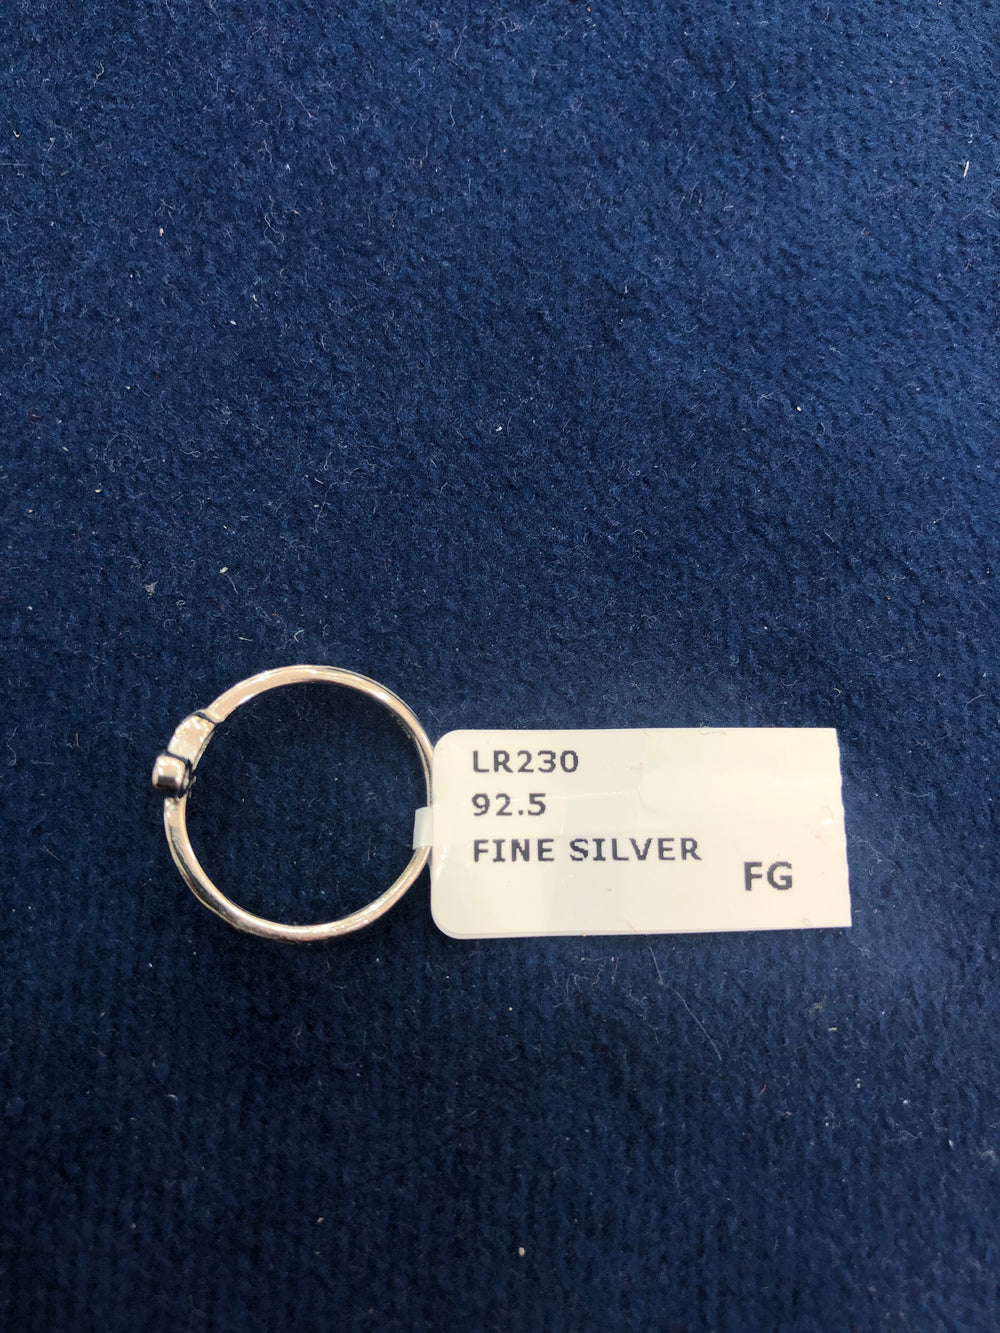 LR230
92.5
FINE SILVER
FG